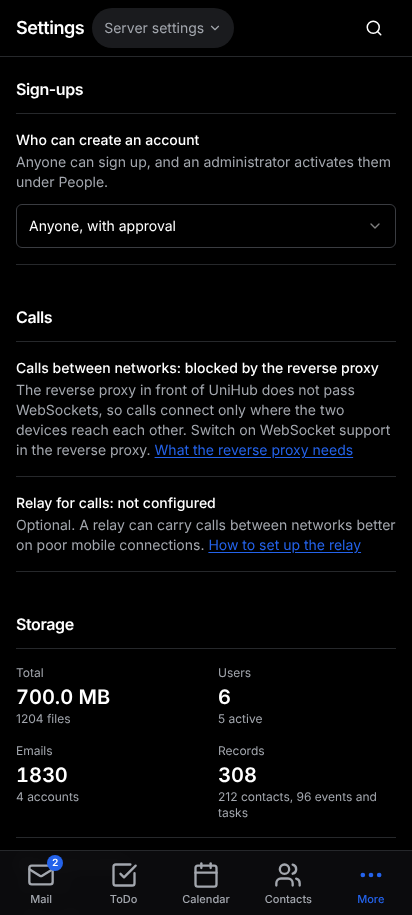 Settings
Server settings
Sign-ups
Who can create an account
Anyone can sign up, and an administrator activates them
under People.
Anyone, with approval
Calls
Calls between networks: blocked by the reverse proxy
The reverse proxy in front of UniHub does not pass
WebSockets, so calls connect only where the two
devices reach each other. Switch on WebSocket support
in the reverse proxy. What the reverse proxy needs
Relay for calls: not configured
Optional. A relay can carry calls between networks better
on poor mobile connections. How to set up the relay
Storage
Total
700.0 MB
1204 files
Users
6
5 active
Emails
1830
4 accounts
Records
308
212 contacts, 96 events and
tasks
2
Mail
ToDo
Calendar
Contacts
More